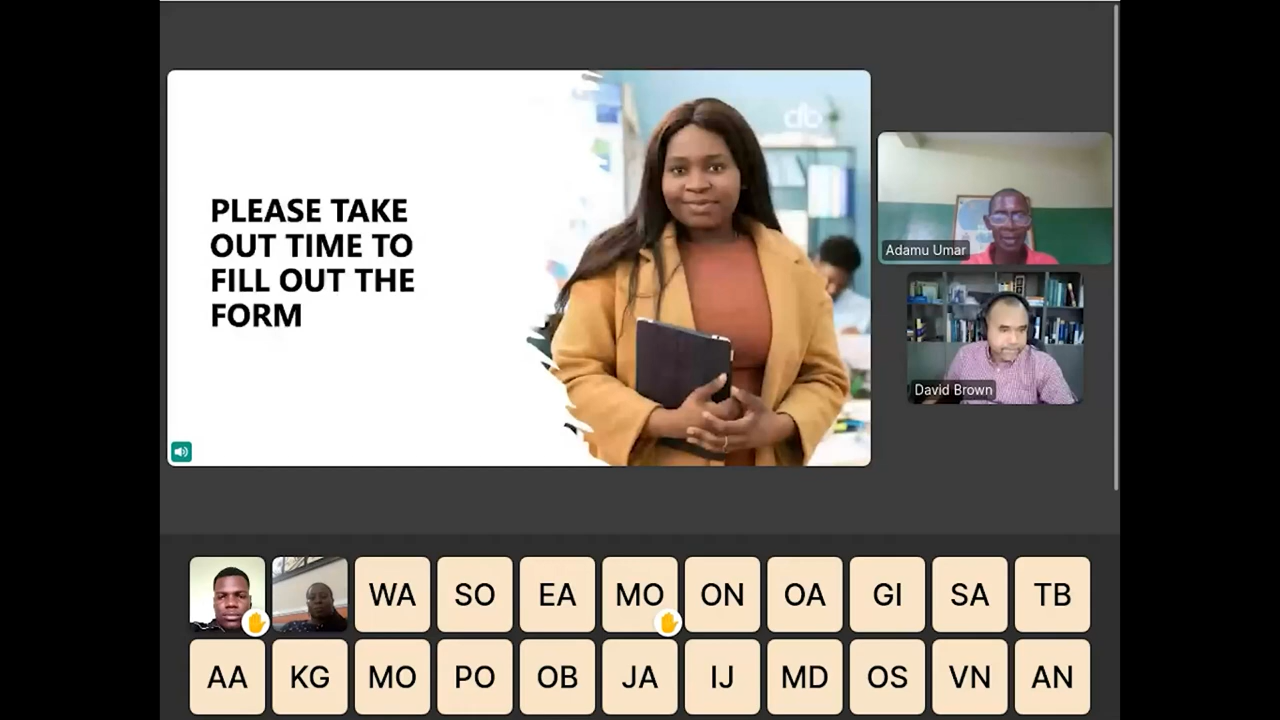 PLEASE TAKE
OUT TIME TO
FILL OUT THE
FORM
db
Adamu Umar
David Brown
WA SO EA MO ON OA GI SA TB
AA KG MO PO OB JA IJ MD OS VN AN